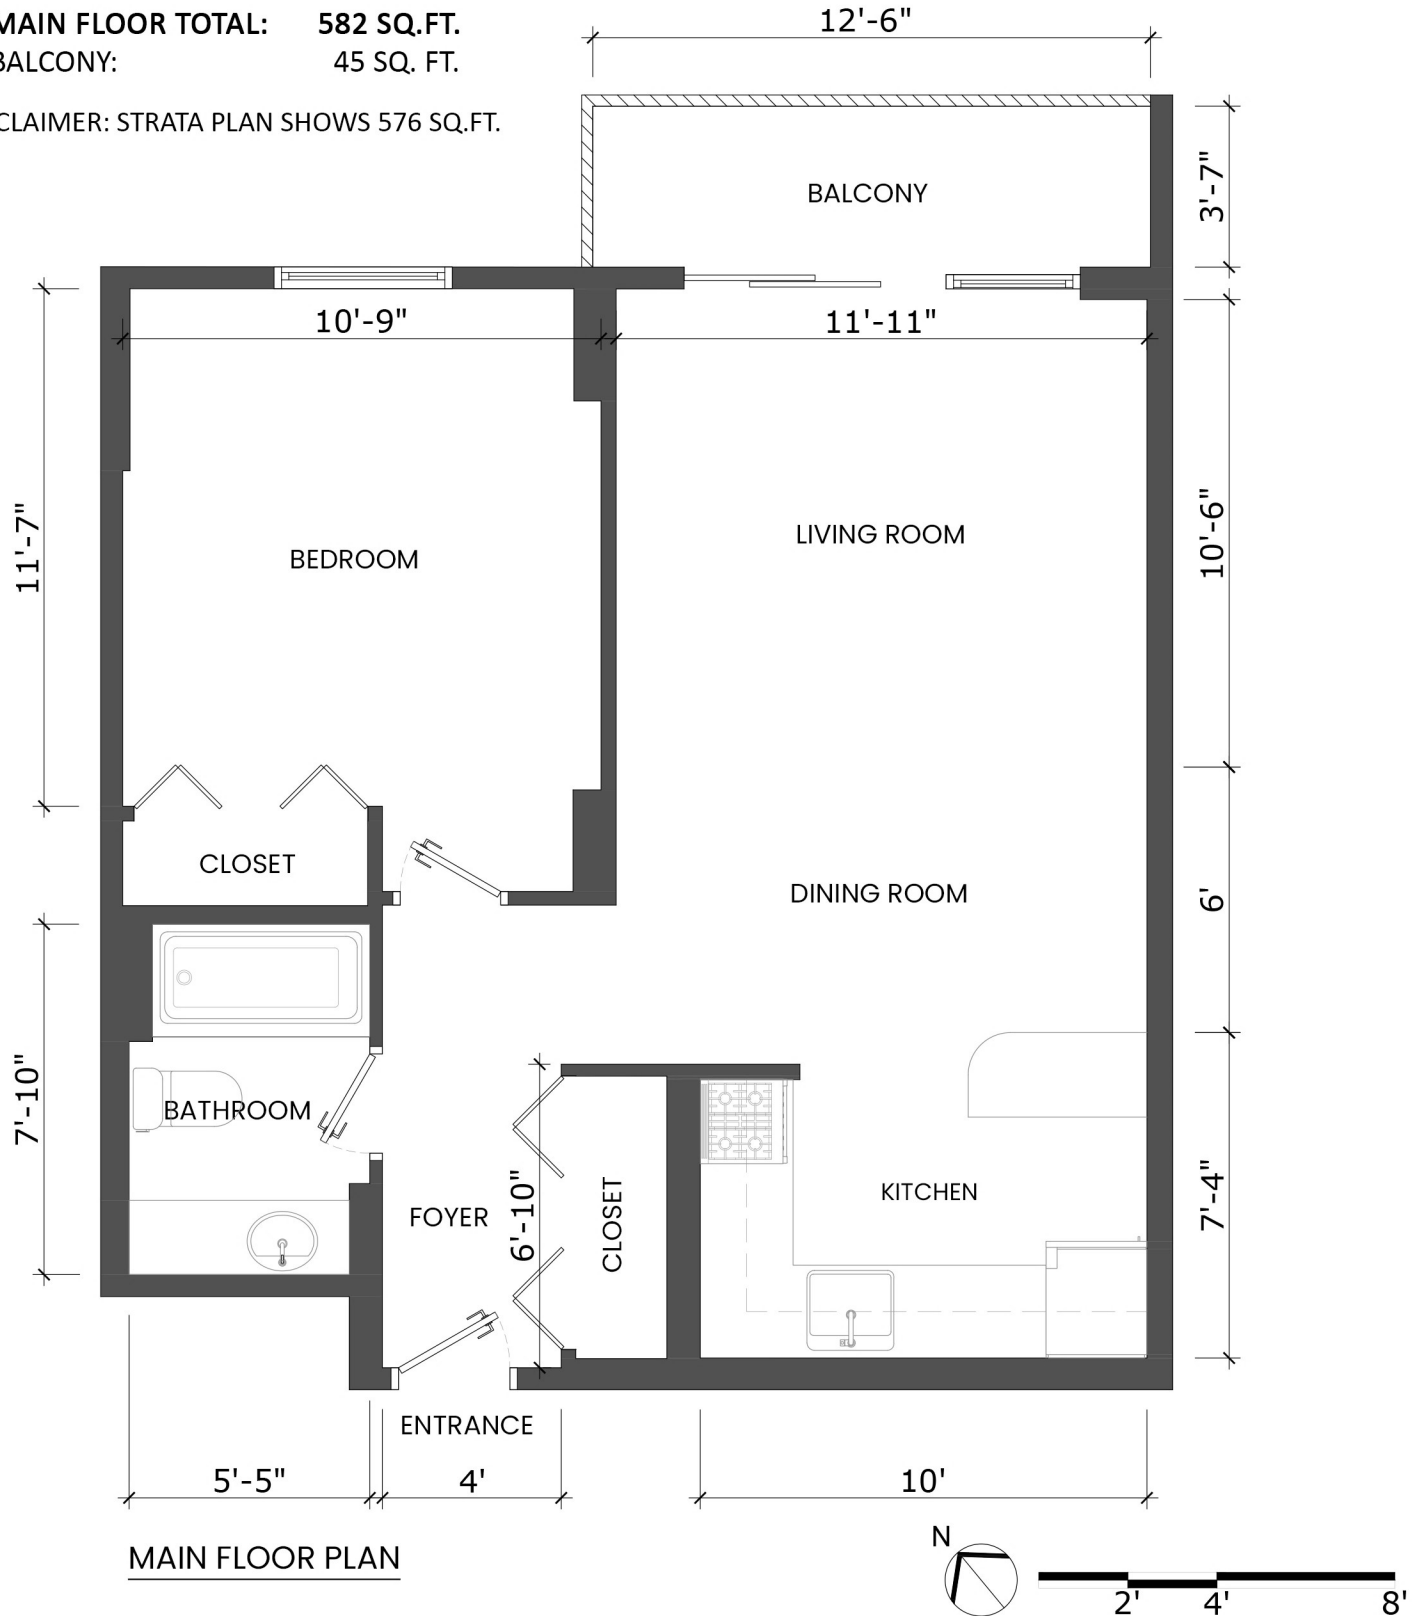 MAIN FLOOR TOTAL: 582 SQ.FT.
BALCONY: 45 SQ. FT.
CLAIMER: STRATA PLAN SHOWS 576 SQ.FT.
12'-6"
BALCONY
3'-7"
10'-9"
11'-11"
11'-7"
BEDROOM
LIVING ROOM
10'-6"
CLOSET
DINING ROOM
6'
7'-10"
BATHROOM
FOYER
6'-10"
CLOSET
KITCHEN
7'-4"
ENTRANCE
5'-5"
4'
10'
MAIN FLOOR PLAN
N
2' 4' 8'